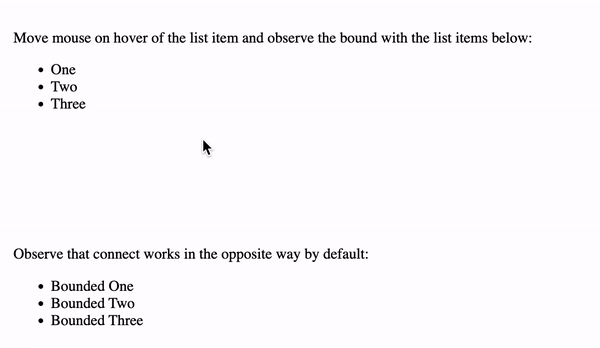 Move mouse on hover of the list item and observe the bound with the list items below:
• One
• Two
• Three
Observe that connect works in the opposite way by default:
• Bounded One
• Bounded Two
• Bounded Three